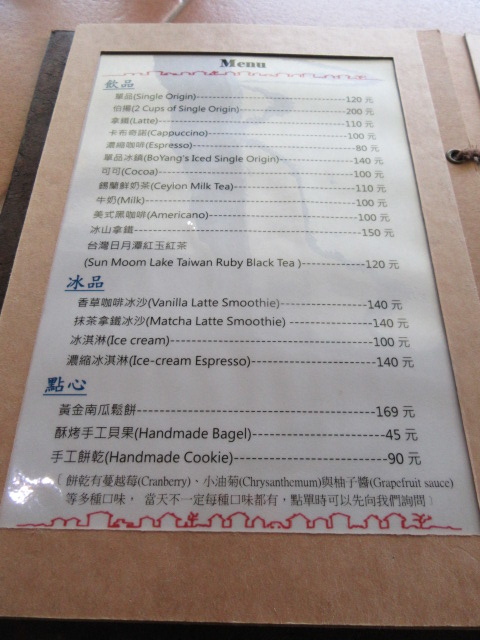 Menu
飲品
單品(Single Origin)-----120 元
伯揚(2 Cups of Single Origin)-----200 元
拿鐵(Latte)-----110 元
卡布奇諾(Cappuccino)-----100 元
濃縮咖啡(Espresso)-----80 元
單品冰鎮(BoYang's Iced Single Origin)-----140 元
可可(Cocoa)-----100 元
錫蘭鮮奶茶(Ceyion Milk Tea)-----110 元
牛奶(Milk)-----100 元
美式黑咖啡(Americano)-----100 元
冰山拿鐵-----150 元
台灣日月潭紅玉紅茶
(Sun Moom Lake Taiwan Ruby Black Tea )-----120 元
冰品
香草咖啡冰沙(Vanilla Latte Smoothie)-----140 元
抹茶拿鐵冰沙(Matcha Latte Smoothie) -----140 元
冰淇淋(Ice cream)-----100 元
濃縮冰淇淋(Ice-cream Espresso)-----140 元
點心
黃金南瓜鬆餅-----169 元
酥烤手工貝果(Handmade Bagel)-----45 元
手工餅乾(Handmade Cookie)-----90 元
〔 餅乾有蔓越莓(Cranberry)、小油菊(Chrysanthemum)與柚子醬(Grapefruit sauce)
等多種口味， 當天不一定每種口味都有，點單時可以先向我們詢問 〕